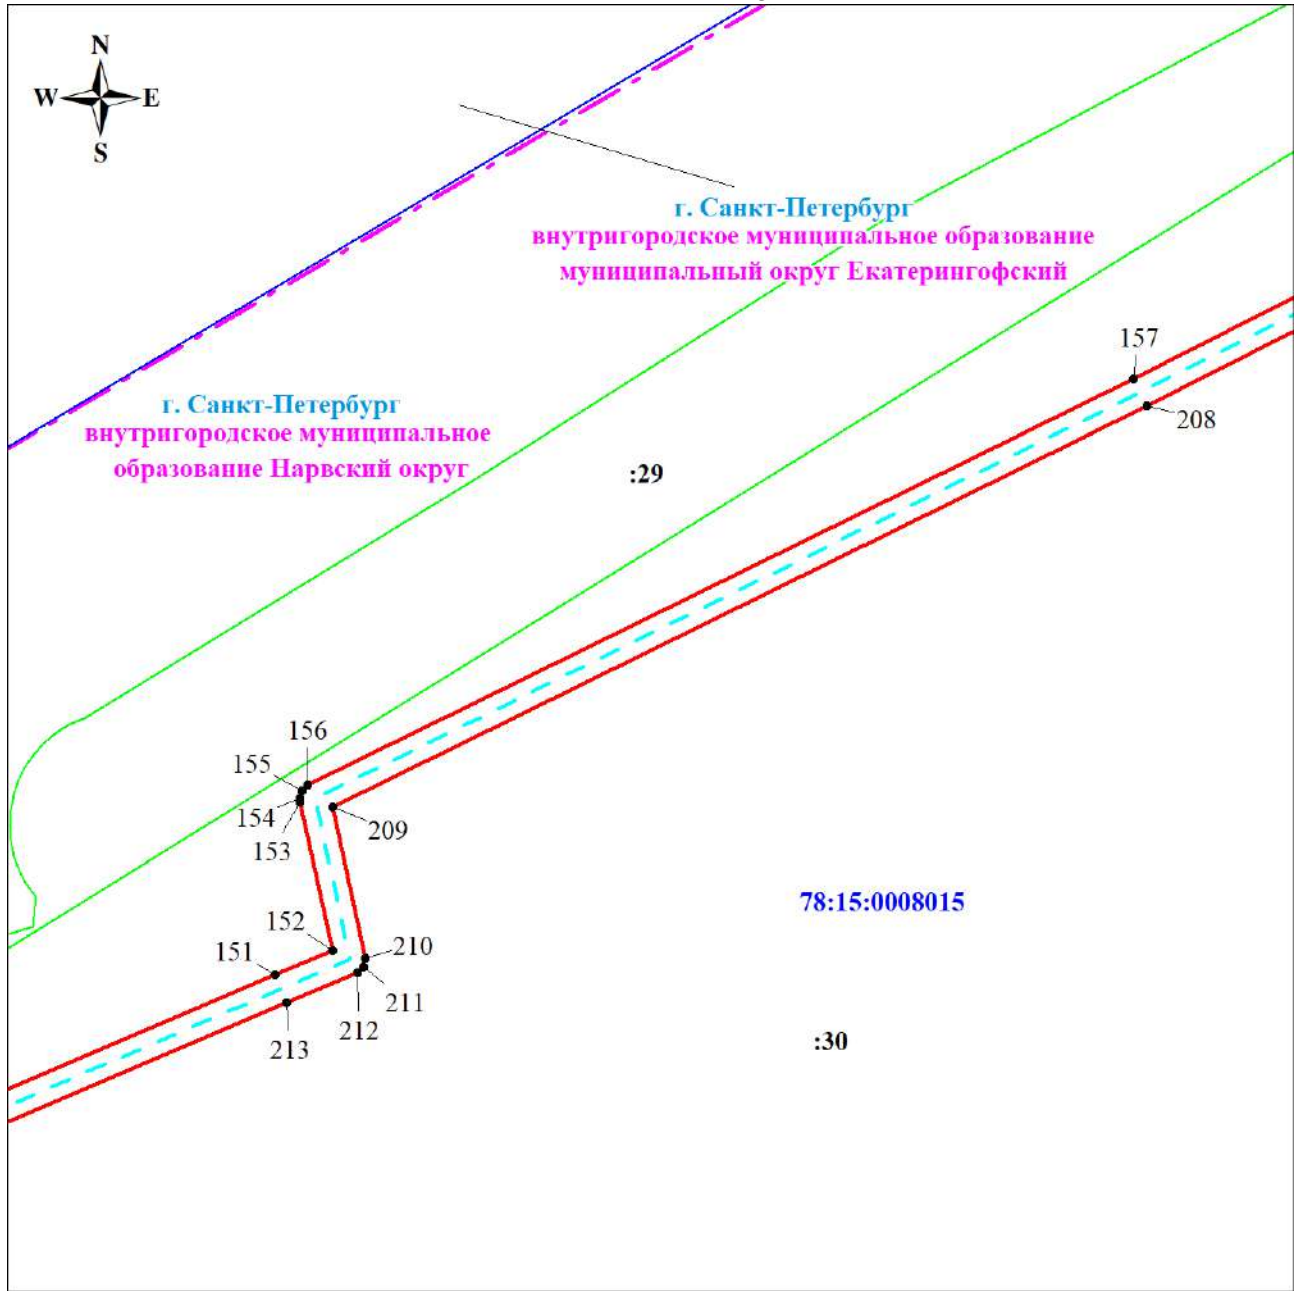 N
W E
S
г. Санкт-Петербург
внутригородское муниципальное образование
муниципальный округ Екатерингофский
157
208
г. Санкт-Петербург
внутригородское муниципальное
образование Нарвский округ
:29
156
155
154
153
209
78:15:0008015
152
151
210
211
212
213
:30